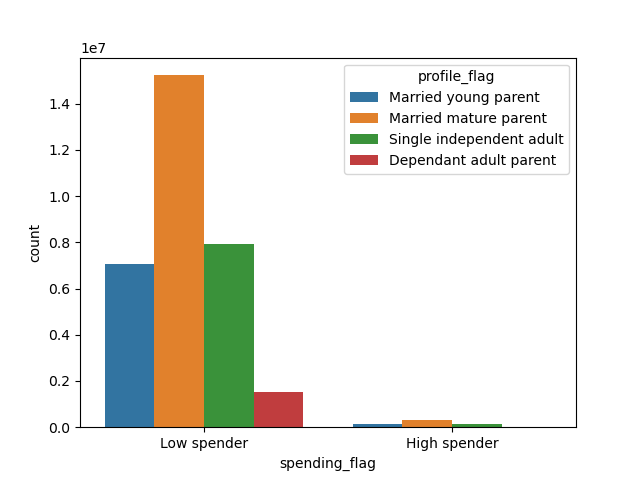 1e7
1.4
1.2
1.0
0.8
0.6
0.4
0.2
0.0
count
profile_flag
Married young parent
Married mature parent
Single independent adult
Dependant adult parent
Low spender
High spender
spending_flag